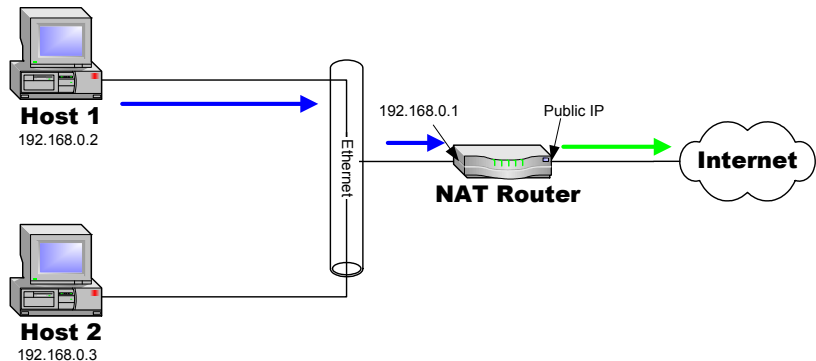 Host 1
192.168.0.2
Ethernet
192.168.0.1
Public IP
NAT Router
Internet
Host 2
192.168.0.3